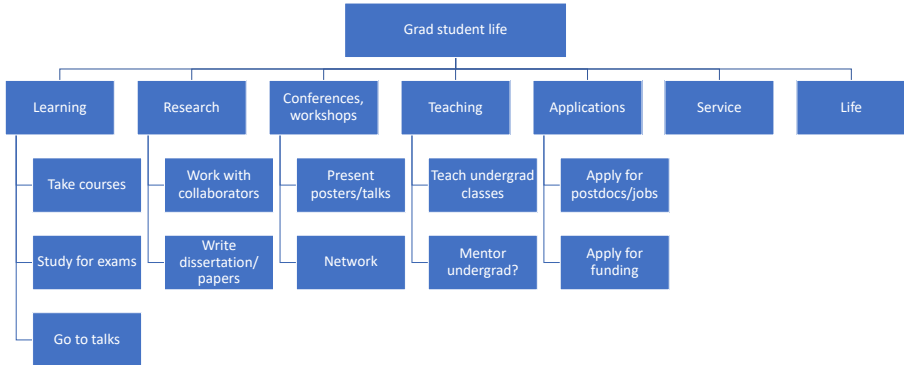 Grad student life
Learning
Research
Conferences,
workshops
Teaching
Applications
Service
Life
Take courses
Work with
collaborators
Present
posters/talks
Teach undergrad
classes
Apply for
postdocs/jobs
Study for exams
Write
dissertation/
papers
Network
Mentor
undergrad?
Apply for
funding
Go to talks